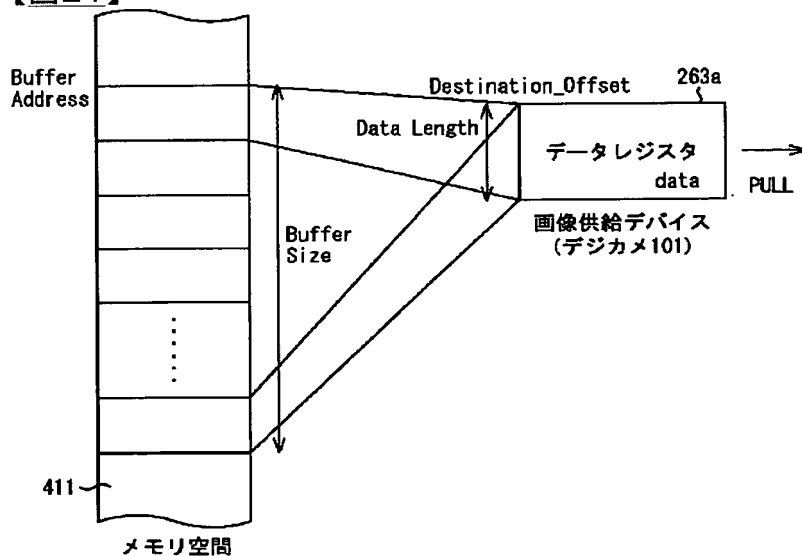 Buffer
Address
Destination_Offset
263a
Data Length
データレジスタ
data
PULL
Buffer
Size
画像供給デバイス
(デジカメ101)
411
メモリ空間